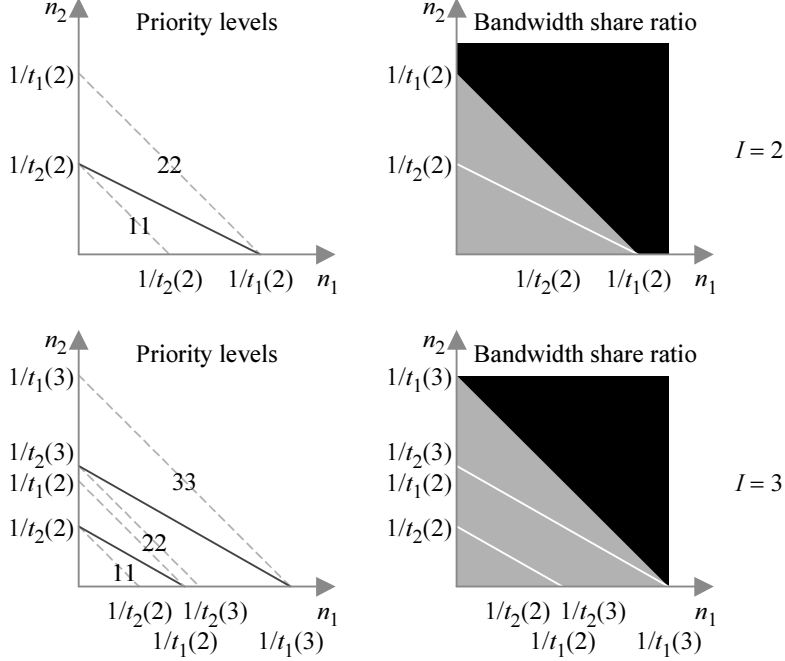 n₂ Priority levels
1/t₁(2)
22
1/t₂(2)
11
1/t₂(2) 1/t₁(2) n₁
n₂ Bandwidth share ratio
1/t₁(2)
1/t₂(2)
1/t₂(2) 1/t₁(2) n₁
I = 2
n₂ Priority levels
1/t₁(3)
1/t₂(3)
33
1/t₁(2)
1/t₂(2)
22
11
1/t₂(2) 1/t₂(3) n₁
1/t₁(2) 1/t₁(3)
n₂ Bandwidth share ratio
1/t₁(3)
1/t₂(3)
1/t₁(2)
1/t₂(2)
1/t₂(2) 1/t₂(3) n₁
1/t₁(2) 1/t₁(3)
I = 3